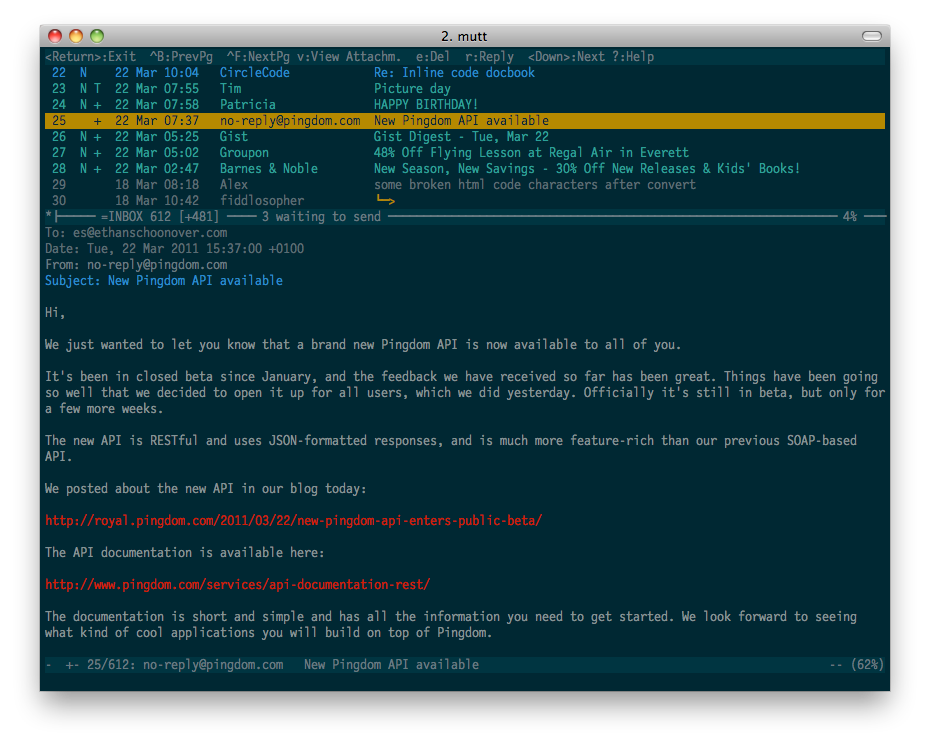 2. mutt
<Return>:Exit ^B:PrevPg ^F:NextPg v:View Attachm. e:Del r:Reply <Down>:Next ?:Help
22 N 22 Mar 10:04 CircleCode Re: Inline code docbook
23 N T 22 Mar 07:55 Tim Picture day
24 N + 22 Mar 07:58 Patricia HAPPY BIRTHDAY!
25 + 22 Mar 07:37 no-reply@pingdom.com New Pingdom API available
26 N + 22 Mar 05:25 Gist Gist Digest - Tue, Mar 22
27 N + 22 Mar 05:02 Groupon 48% Off Flying Lesson at Regal Air in Everett
28 N + 22 Mar 02:47 Barnes & Noble New Season, New Savings - 30% Off New Releases & Kids' Books!
29 18 Mar 08:18 Alex some broken html code characters after convert
30 18 Mar 10:42 fiddlosopher └─>
*├───── =INBOX 612 [+481] ──── 3 waiting to send ──── 4% ───
To: es@ethanschoonover.com
Date: Tue, 22 Mar 2011 15:37:00 +0100
From: no-reply@pingdom.com
Subject: New Pingdom API available
Hi,
We just wanted to let you know that a brand new Pingdom API is now available to all of you.
It's been in closed beta since January, and the feedback we have received so far has been great. Things have been going
so well that we decided to open it up for all users, which we did yesterday. Officially it's still in beta, but only for
a few more weeks.
The new API is RESTful and uses JSON-formatted responses, and is much more feature-rich than our previous SOAP-based
API.
We posted about the new API in our blog today:
http://royal.pingdom.com/2011/03/22/new-pingdom-api-enters-public-beta/
The API documentation is available here:
http://www.pingdom.com/services/api-documentation-rest/
The documentation is short and simple and has all the information you need to get started. We look forward to seeing
what kind of cool applications you will build on top of Pingdom.
- +- 25/612: no-reply@pingdom.com New Pingdom API available -- (62%)